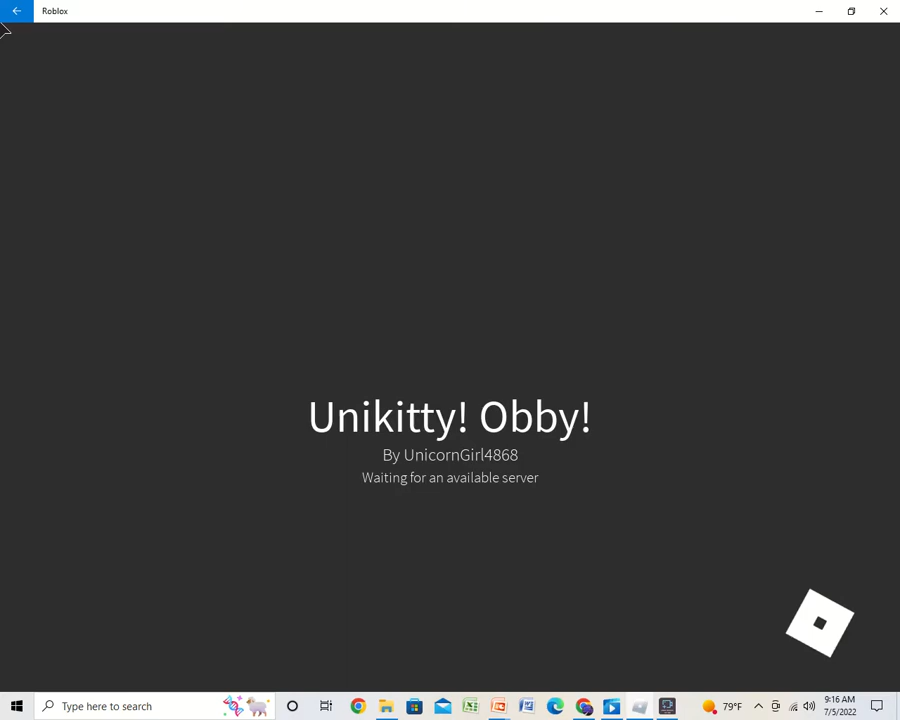 Roblox
Unikitty! Obby!
By UnicornGirl4868
Waiting for an available server
Type here to search
79°F
9:16 AM
7/5/2022